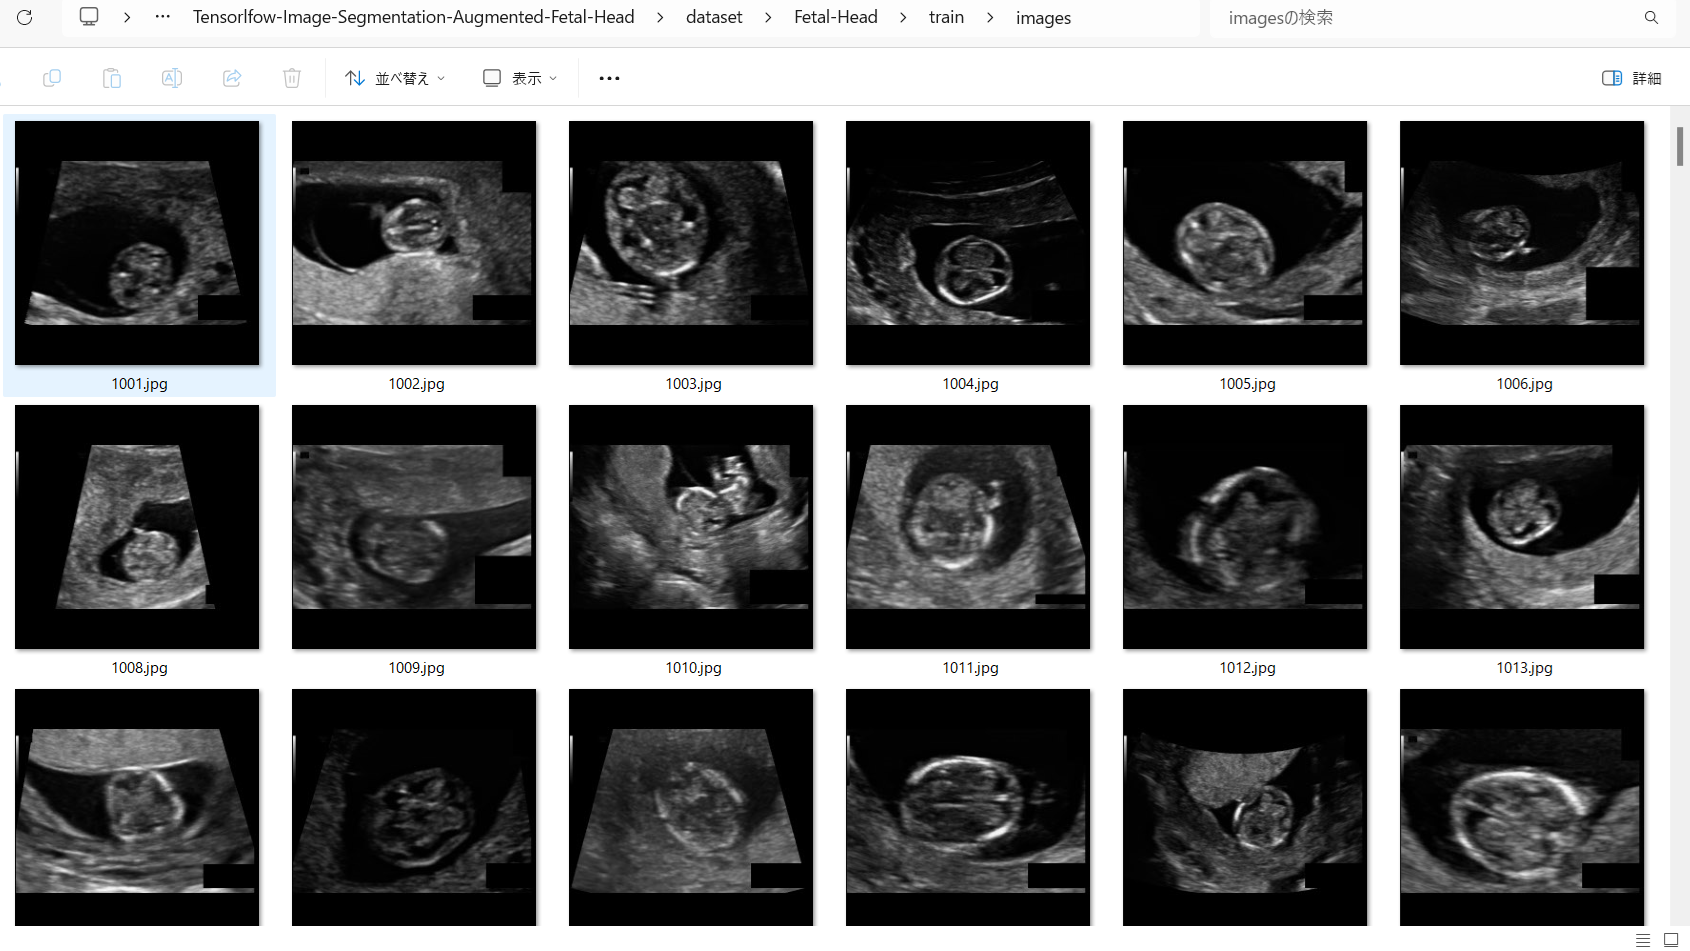 Tensorlfow-Image-Segmentation-Augmented-Fetal-Head > dataset > Fetal-Head > train > images
imagesの検索
並べ替え
表示
詳細
1001.jpg
1002.jpg
1003.jpg
1004.jpg
1005.jpg
1006.jpg
1008.jpg
1009.jpg
1010.jpg
1011.jpg
1012.jpg
1013.jpg